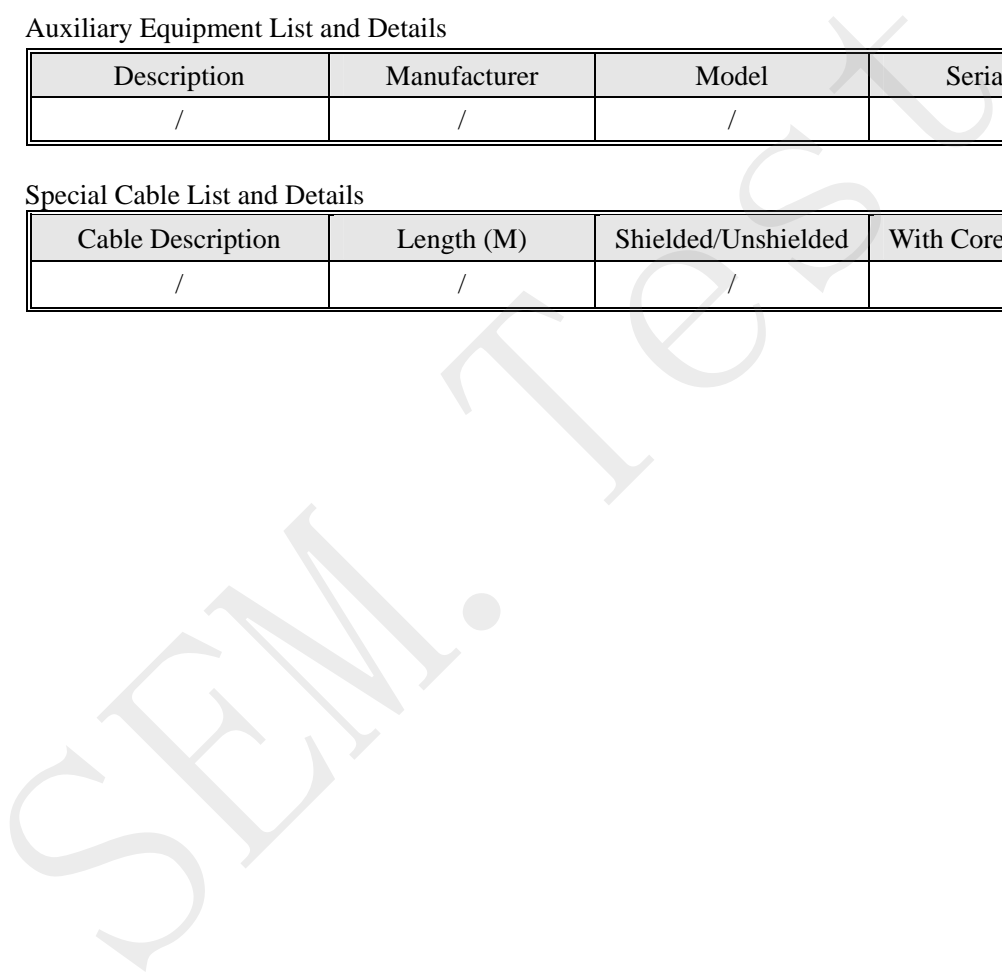 Auxiliary Equipment List and Details
Description Manufacturer Model Seria
/ / /
Special Cable List and Details
Cable Description Length (M) Shielded/Unshielded With Core
/ / /
SEM. Test